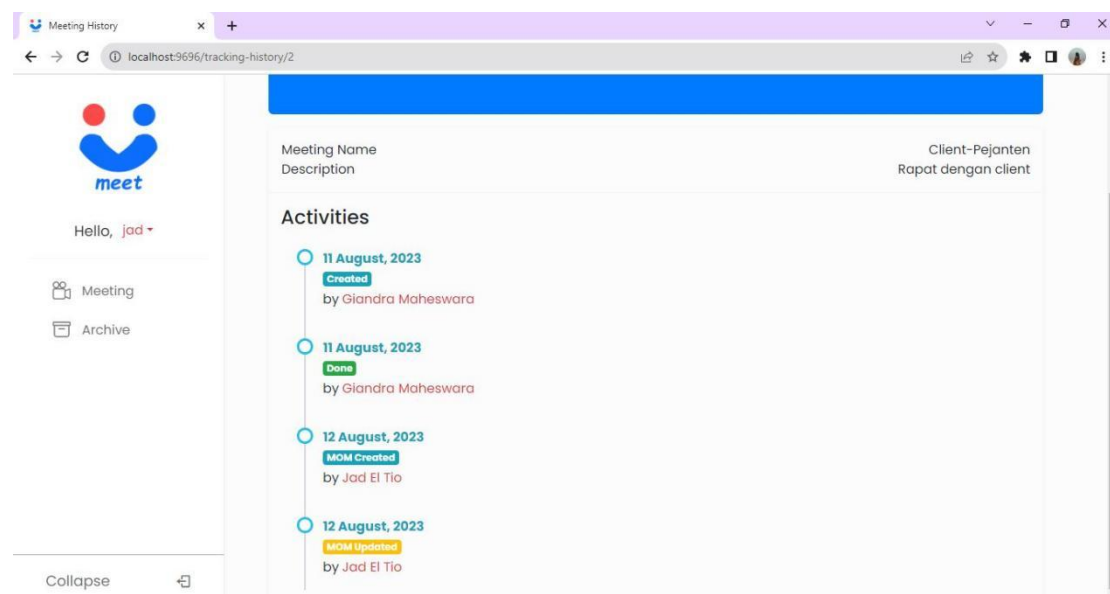 Meeting History
localhost:9696/tracking-history/2
meet
Hello, jad
Meeting
Archive
Collapse
Meeting Name
Client-Pejanten
Description
Rapat dengan client
Activities
11 August, 2023
Created
by Giandra Maheswara
11 August, 2023
Done
by Giandra Maheswara
12 August, 2023
MOM Created
by Jad El Tio
12 August, 2023
MOM Updated
by Jad El Tio